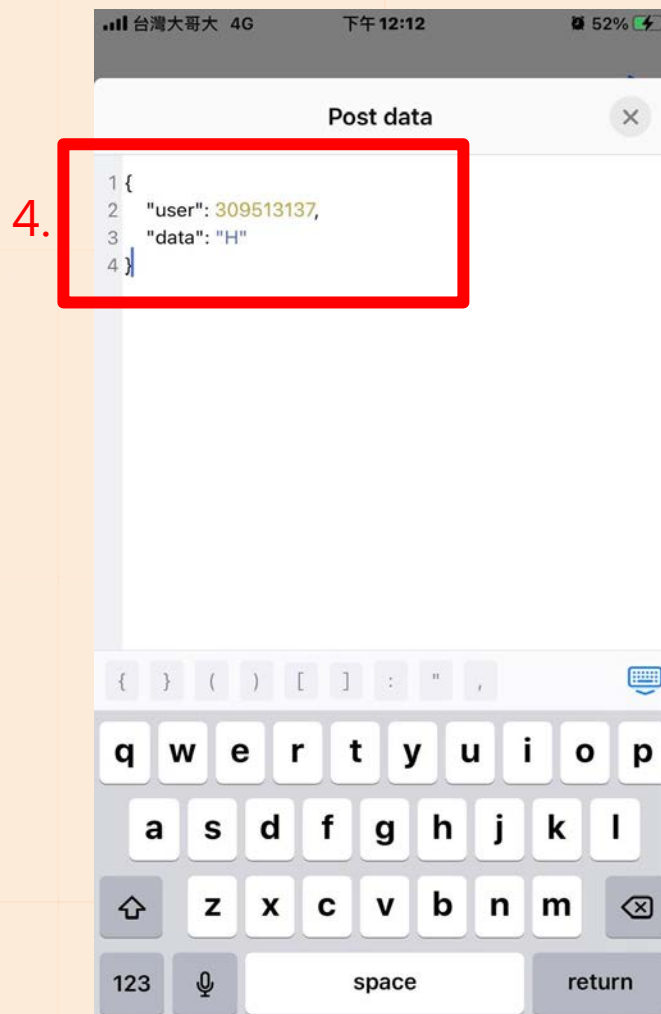 台灣大哥大 4G 下午12:12 52%
Post data
4.
1 {
2 "user": 309513137,
3 "data": "H"
4 }
{ } ( ) [ ] : " ,
q w e r t y u i o p
a s d f g h j k l
z x c v b n m
123 space return